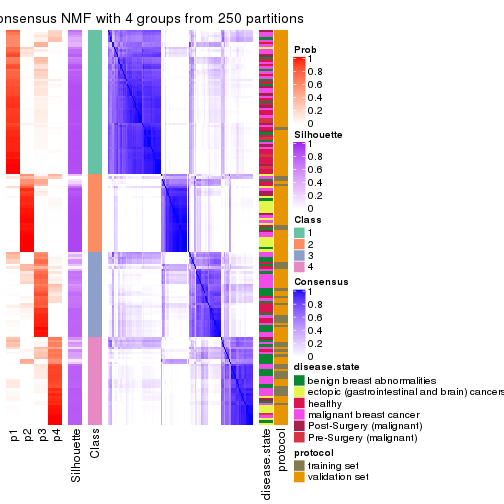 onsensus NMF with 4 groups from 250 partitions
Prob
1
0.8
0.6
0.4
0.2
0
Silhouette
1
0.8
0.6
0.4
0.2
0
Class
1
2
3
4
Consensus
1
0.8
0.6
0.4
0.2
0
disease.state
benign breast abnormalities
ectopic (gastrointestinal and brain) cancers
healthy
malignant breast cancer
Post-Surgery (malignant)
Pre-Surgery (malignant)
protocol
training set
validation set
p1
p2
p3
p4
Silhouette
Class
disease.state
protocol